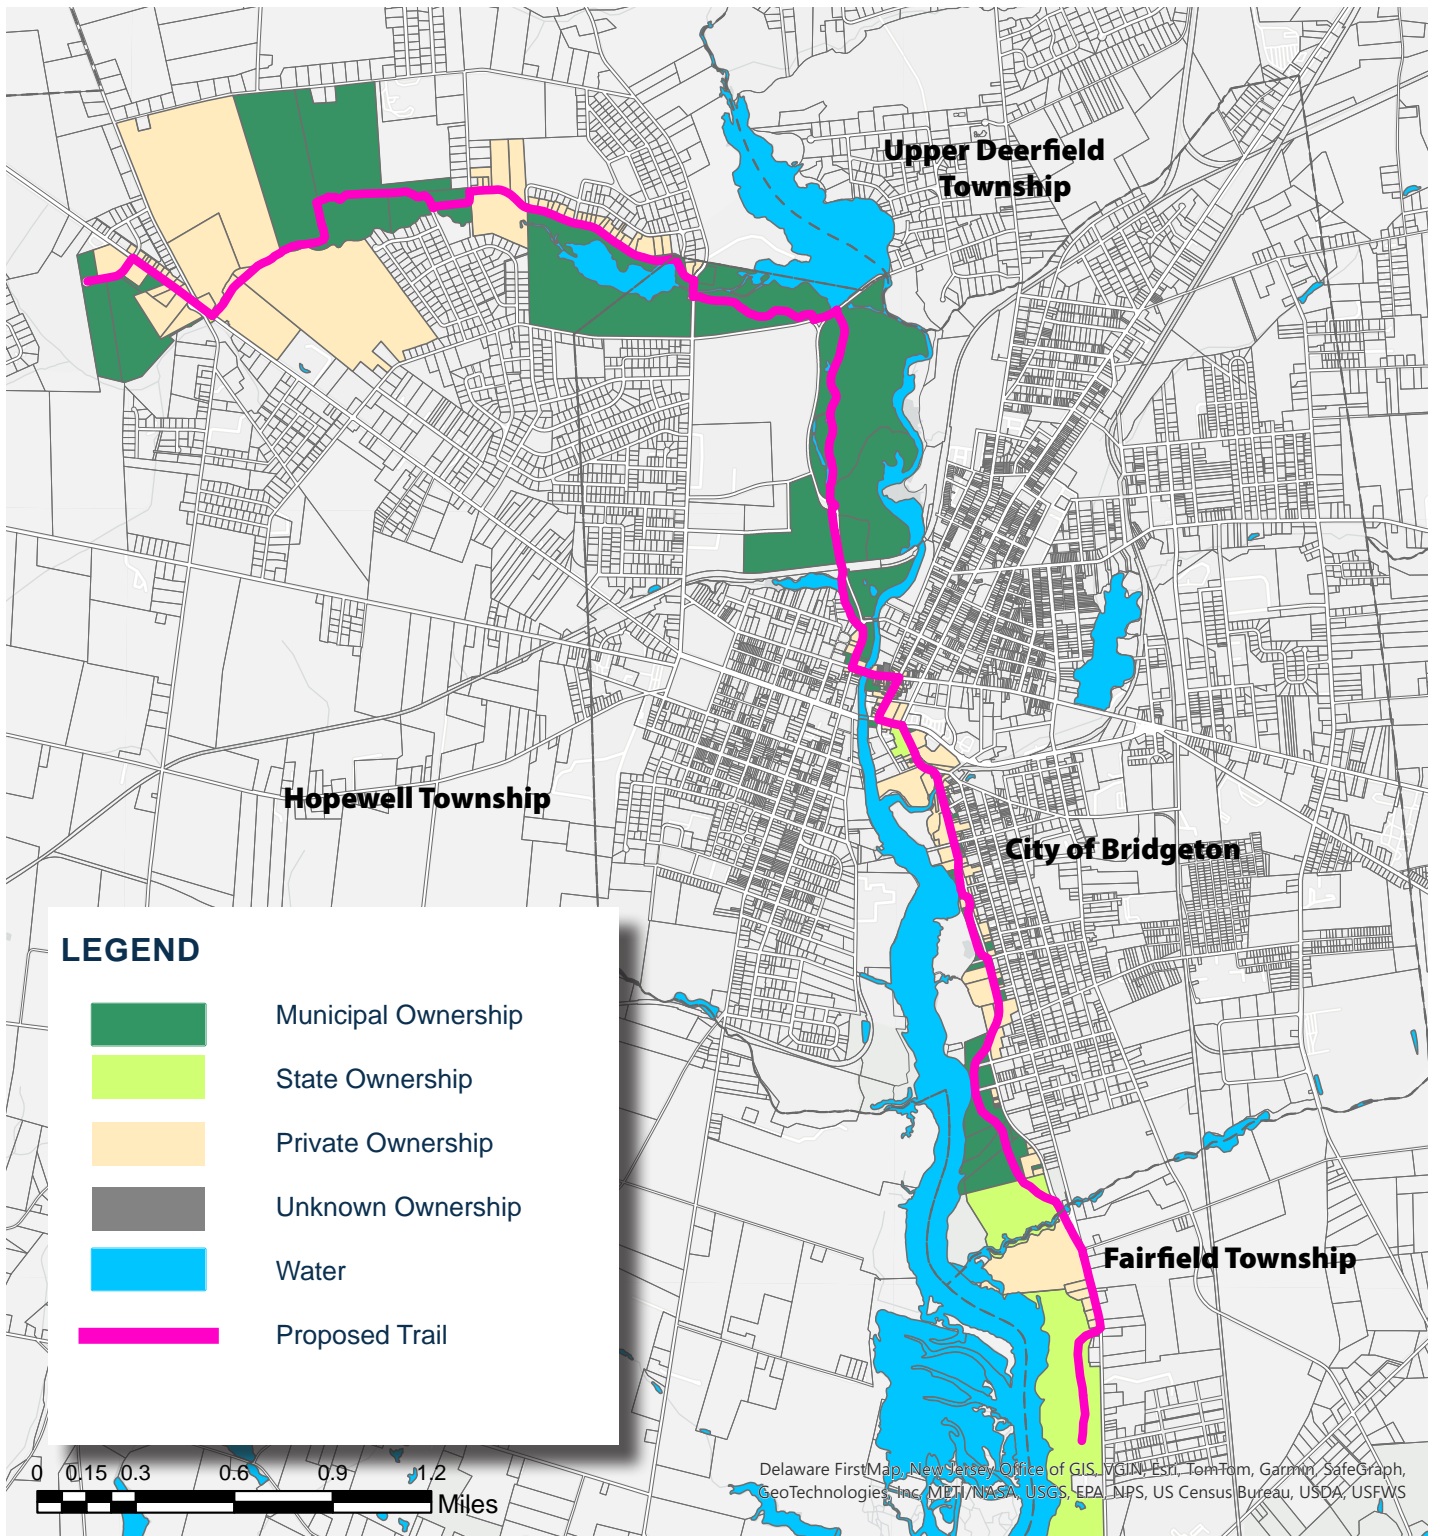 Upper Deerfield
Township
Hopewell Township
City of Bridgeton
LEGEND
Municipal Ownership
State Ownership
Private Ownership
Unknown Ownership
Water
Proposed Trail
Fairfield Township
0 0.15 0.3 0.6 0.9 1.2
Miles
Delaware FirstMap, New Jersey Office of GIS, VGIN, Esri, TomTom, Garmin, SafeGraph,
GeoTechnologies, Inc, METI/NASA, USGS, EPA, NPS, US Census Bureau, USDA, USFWS